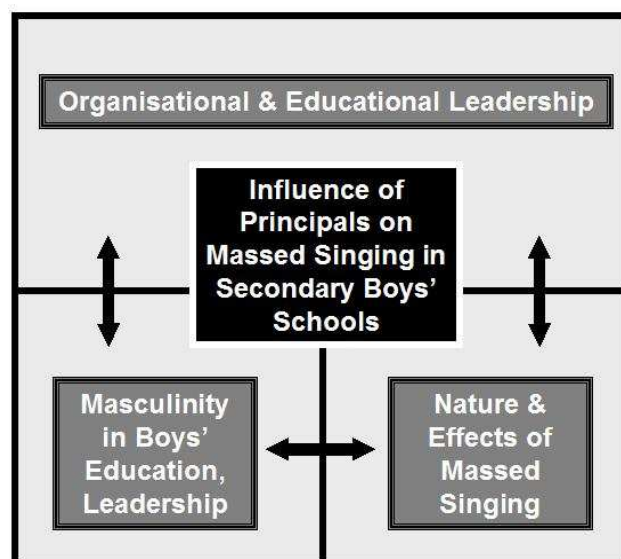 Organisational & Educational Leadership
Influence of
Principals on
Massed Singing in
Secondary Boys'
Schools
Masculinity
in Boys'
Education,
Leadership
Nature &
Effects of
Massed
Singing